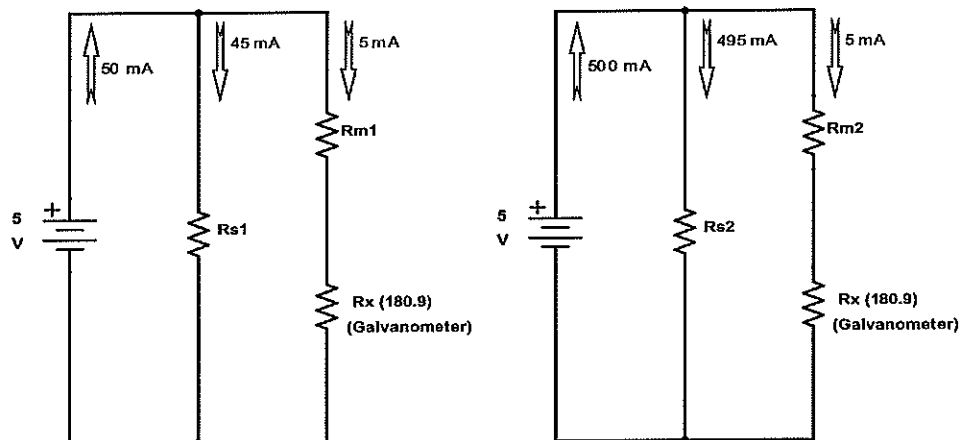 45 mA
5 mA
50 mA
Rm1
5
+
V
Rs1
Rx (180.9)
(Galvanometer)
495 mA
5 mA
500 mA
Rm2
5
+
V
Rs2
Rx (180.9)
(Galvanometer)